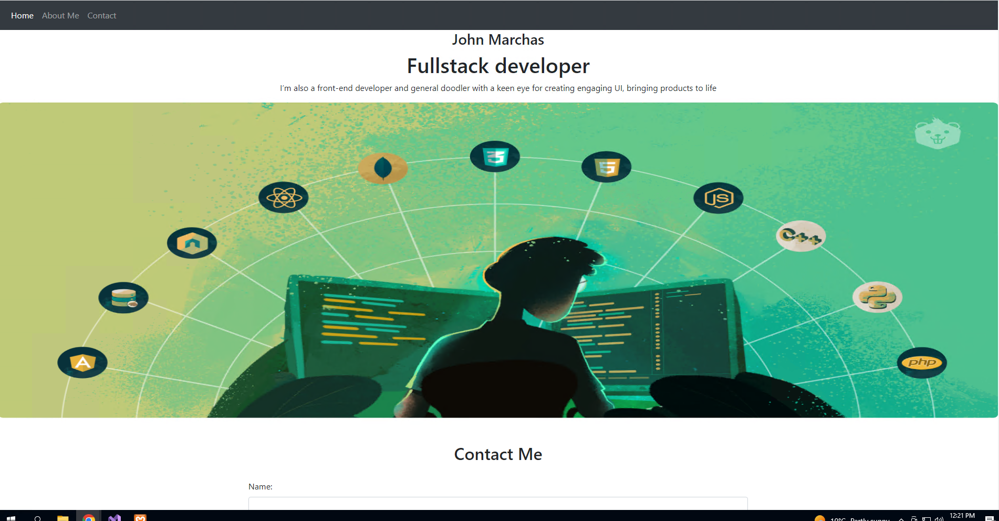 Home About Me Contact
John Marchas
Fullstack developer
I'm also a front-end developer and general doodler with a keen eye for creating engaging UI, bringing products to life
3
5
JS
C++
A
php
Contact Me
Name:
12:21 PM
10°C Partly sunny